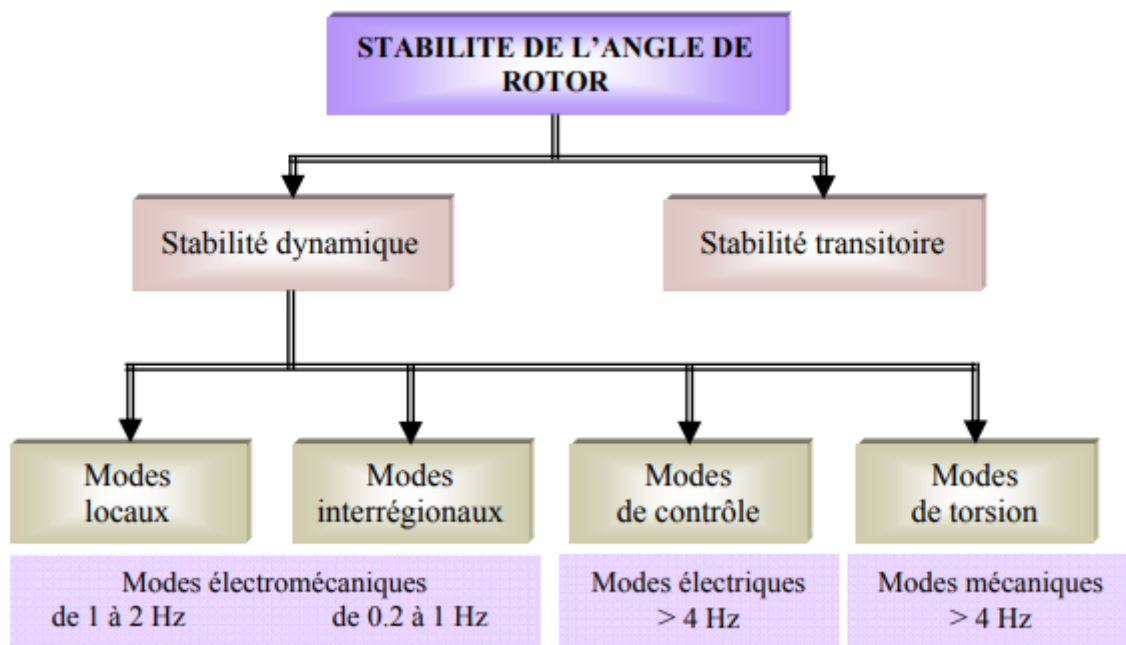 STABILITE DE L'ANGLE DE
ROTOR
Stabilité dynamique
Stabilité transitoire
Modes
locaux
Modes
interrégionaux
Modes
de contrôle
Modes
de torsion
Modes électromécaniques
de 1 à 2 Hz
de 0.2 à 1 Hz
Modes électriques
> 4 Hz
Modes mécaniques
> 4 Hz